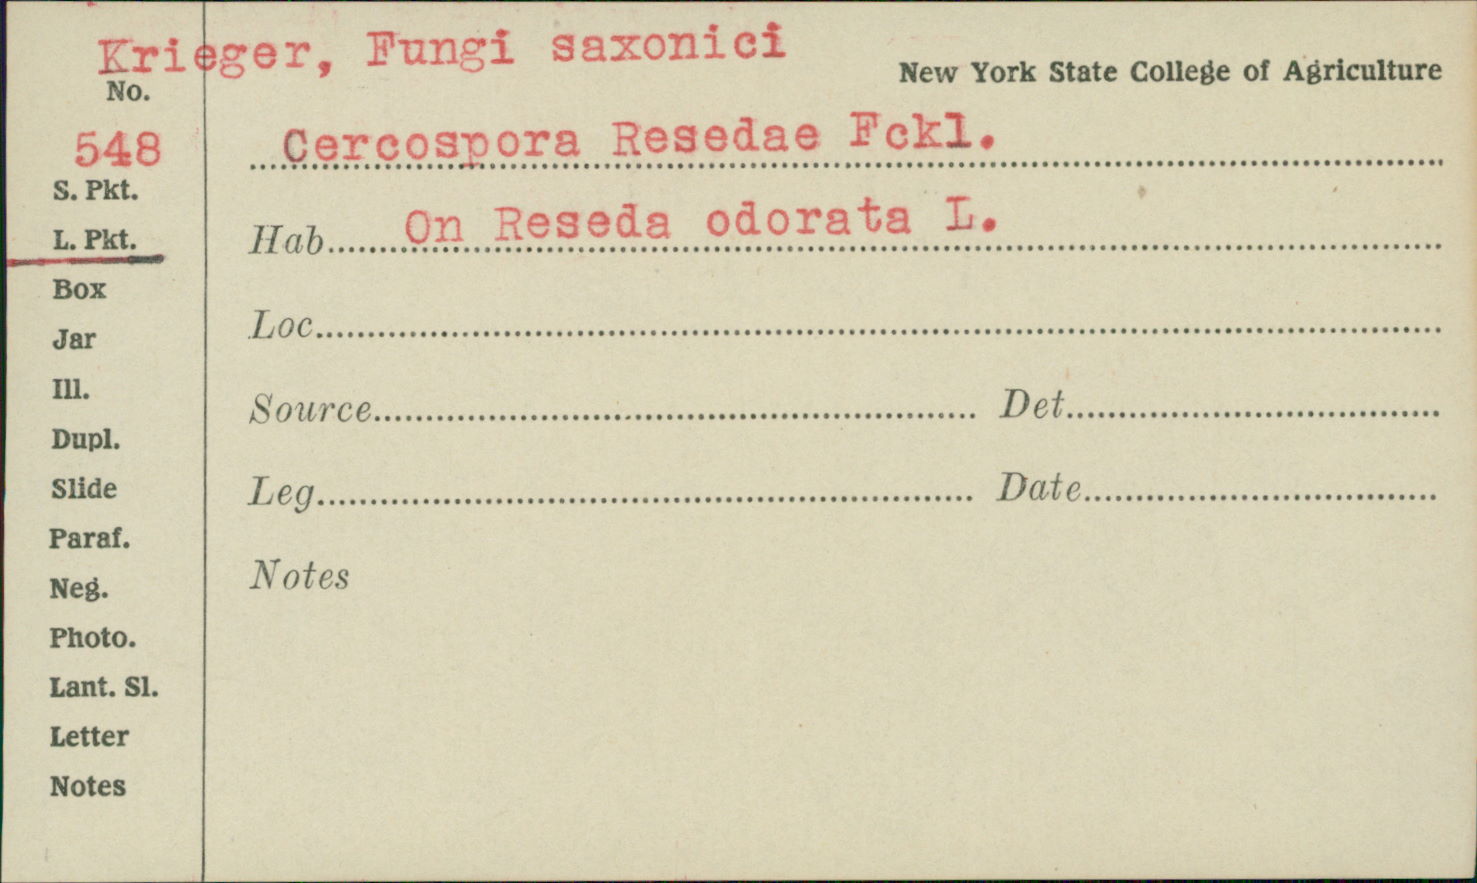 Krieger, Fungi saxonici
New York State College of Agriculture
No.
548
Cercospora Resedae Fckl.
S. Pkt.
L. Pkt.
Hab. On Reseda odorata L.
Box
Loc.
Jar
Ill.
Source. Det.
Dupl.
Slide
Leg. Date.
Paraf.
Neg.
Notes
Photo.
Lant. Sl.
Letter
Notes